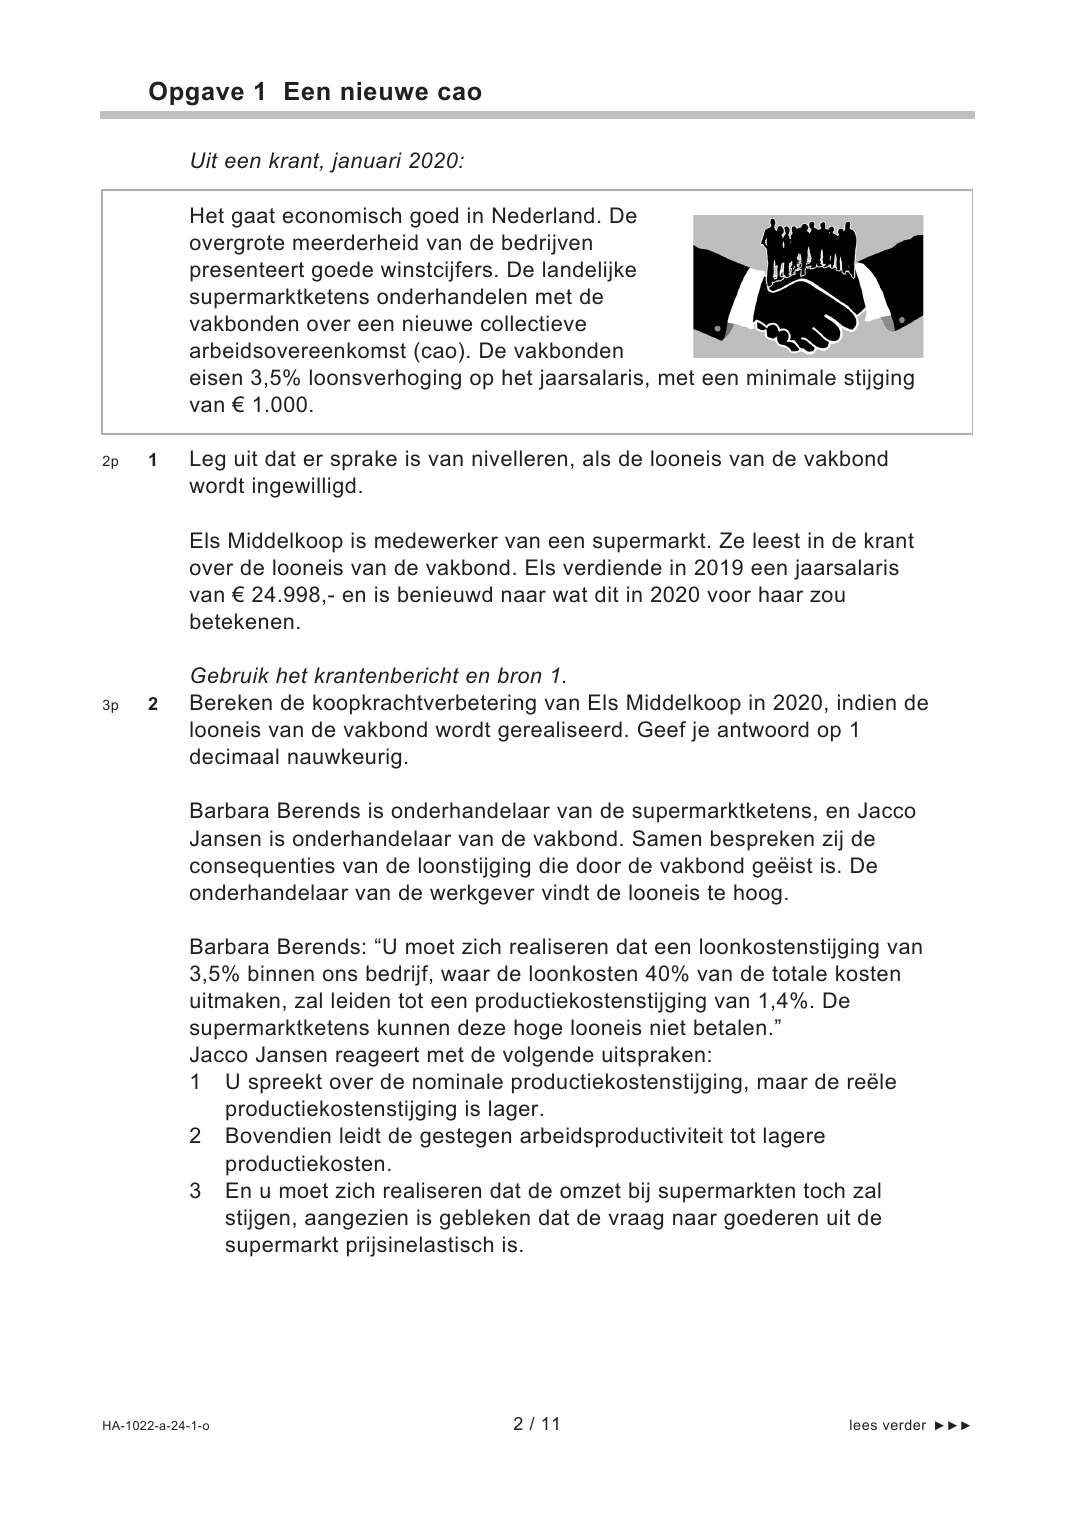 Opgave 1 Een nieuwe cao
Uit een krant, januari 2020:
Het gaat economisch goed in Nederland. De
overgrote meerderheid van de bedrijven
presenteert goede winstcijfers. De landelijke
supermarktketens onderhandelen met de
vakbonden over een nieuwe collectieve
arbeidsovereenkomst (cao). De vakbonden
eisen 3,5% loonsverhoging op het jaarsalaris, met een minimale stijging
van € 1.000.
2p 1 Leg uit dat er sprake is van nivelleren, als de looneis van de vakbond
wordt ingewilligd.
Els Middelkoop is medewerker van een supermarkt. Ze leest in de krant
over de looneis van de vakbond. Els verdiende in 2019 een jaarsalaris
van € 24.998,- en is benieuwd naar wat dit in 2020 voor haar zou
betekenen.
Gebruik het krantenbericht en bron 1.
3p 2 Bereken de koopkrachtverbetering van Els Middelkoop in 2020, indien de
looneis van de vakbond wordt gerealiseerd. Geef je antwoord op 1
decimaal nauwkeurig.
Barbara Berends is onderhandelaar van de supermarktketens, en Jacco
Jansen is onderhandelaar van de vakbond. Samen bespreken zij de
consequenties van de loonstijging die door de vakbond geëist is. De
onderhandelaar van de werkgever vindt de looneis te hoog.
Barbara Berends: “U moet zich realiseren dat een loonkostenstijging van
3,5% binnen ons bedrijf, waar de loonkosten 40% van de totale kosten
uitmaken, zal leiden tot een productiekostenstijging van 1,4%. De
supermarktketens kunnen deze hoge looneis niet betalen.”
Jacco Jansen reageert met de volgende uitspraken:
1 U spreekt over de nominale productiekostenstijging, maar de reële
productiekostenstijging is lager.
2 Bovendien leidt de gestegen arbeidsproductiviteit tot lagere
productiekosten.
3 En u moet zich realiseren dat de omzet bij supermarkten toch zal
stijgen, aangezien is gebleken dat de vraag naar goederen uit de
supermarkt prijsinelastisch is.
HA-1022-a-24-1-o 2 / 11 lees verder ►►►